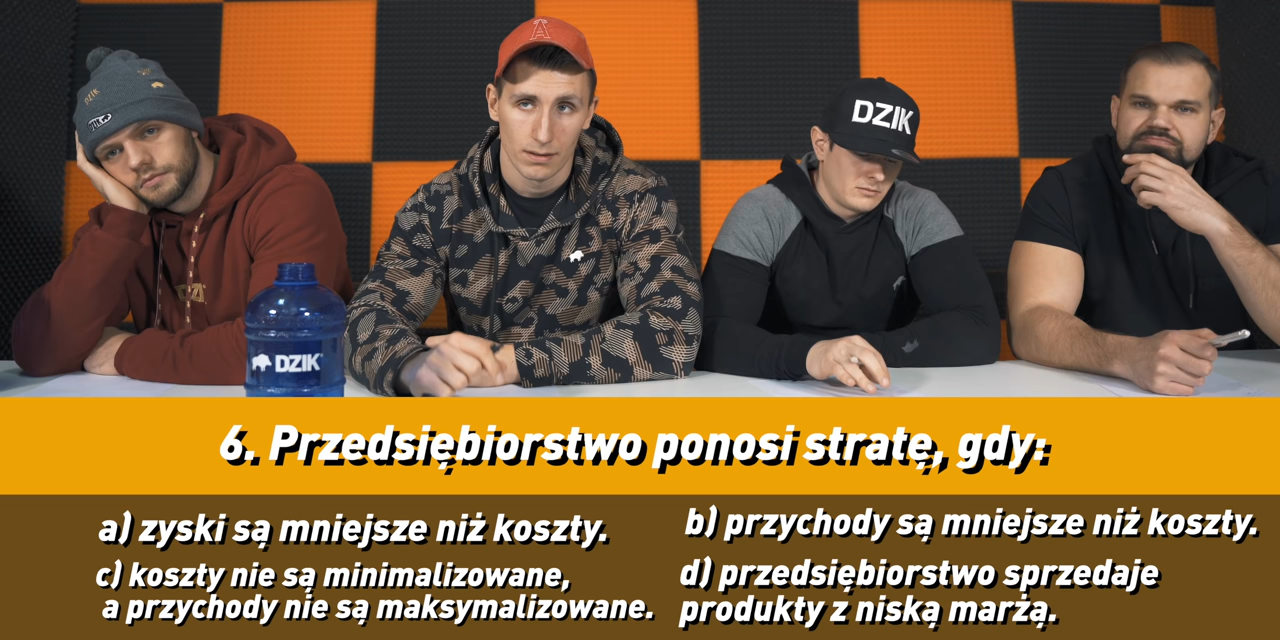 DZIK
DZIK
DZIK
6. Przedsiębiorstwo ponosi stratę, gdy:
a) zyski są mniejsze niż koszty.
b) przychody są mniejsze niż koszty.
c) koszty nie są minimalizowane,
a przychody nie są maksymalizowane.
d) przedsiębiorstwo sprzedaje
produkty z niską marżą.